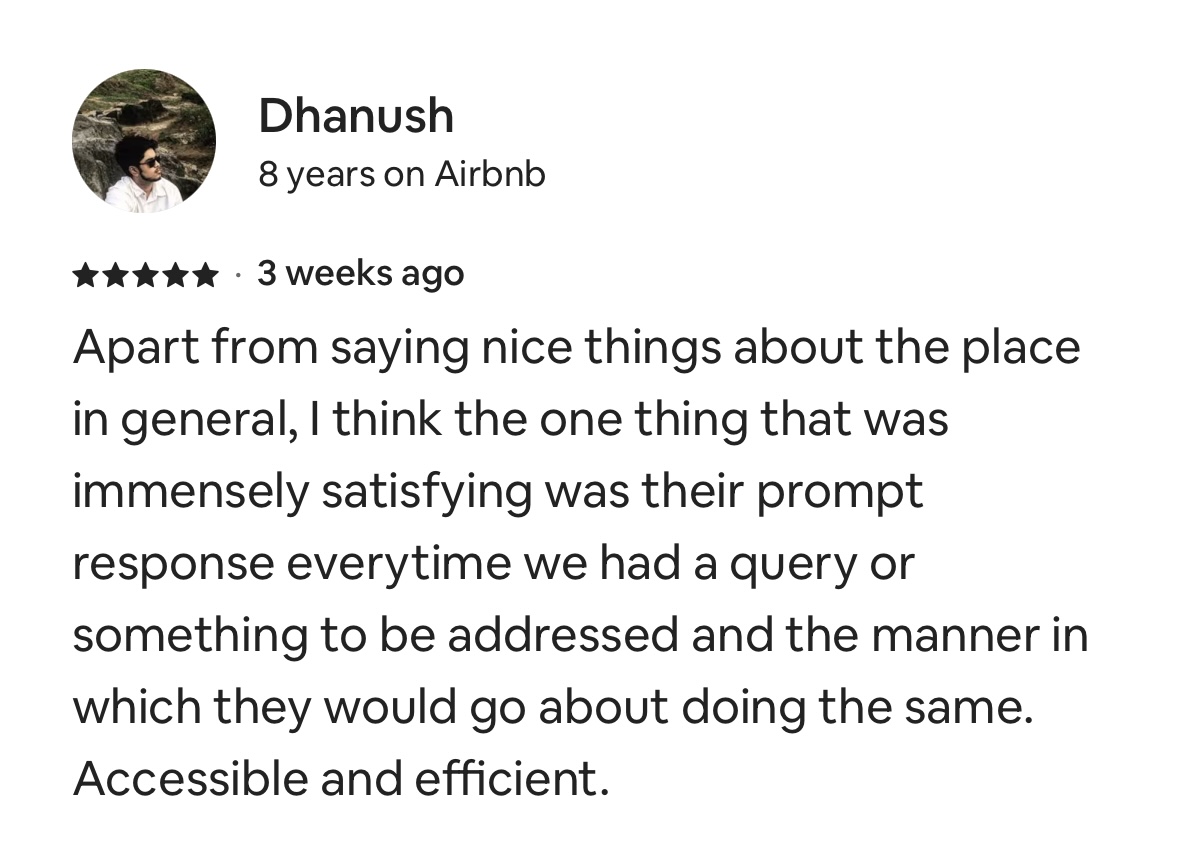 Dhanush
8 years on Airbnb
★★★★★ · 3 weeks ago
Apart from saying nice things about the place
in general, I think the one thing that was
immensely satisfying was their prompt
response everytime we had a query or
something to be addressed and the manner in
which they would go about doing the same.
Accessible and efficient.